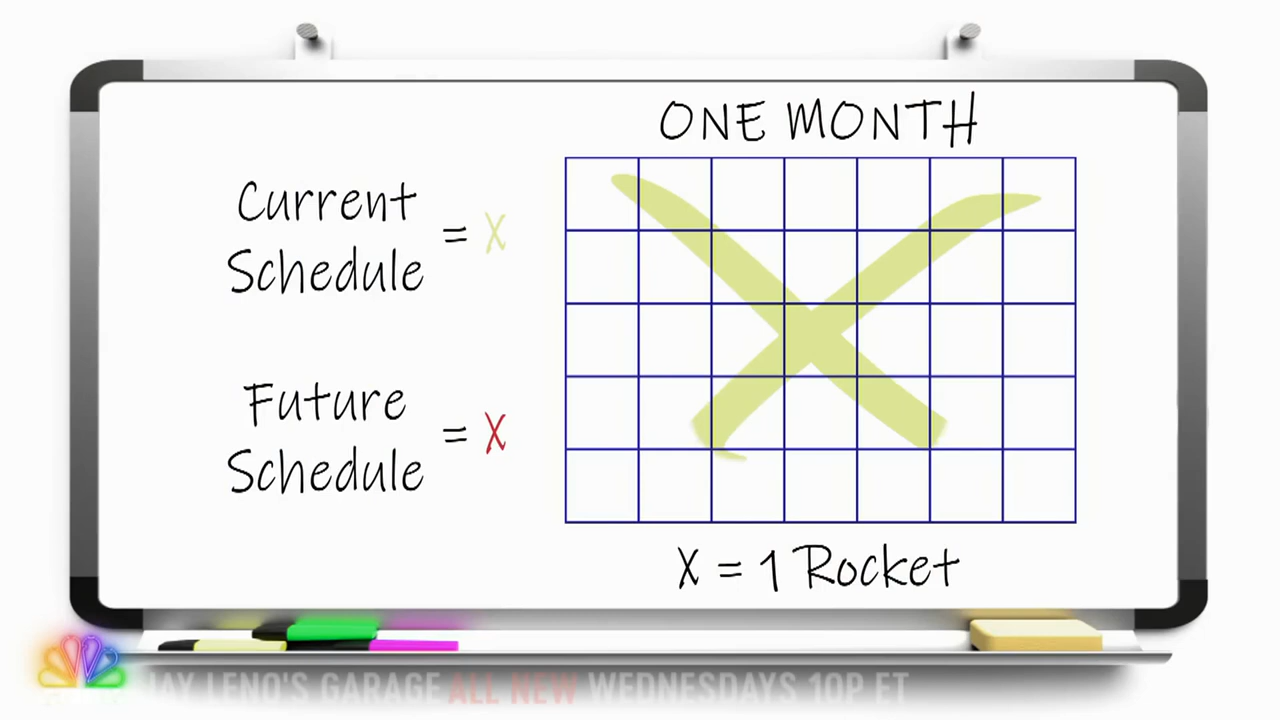 ONE MONTH
Current
Schedule
= X
Future
Schedule
= X
X = 1 Rocket
JAY LENO'S GARAGE ALL NEW WEDNESDAYS 10P ET